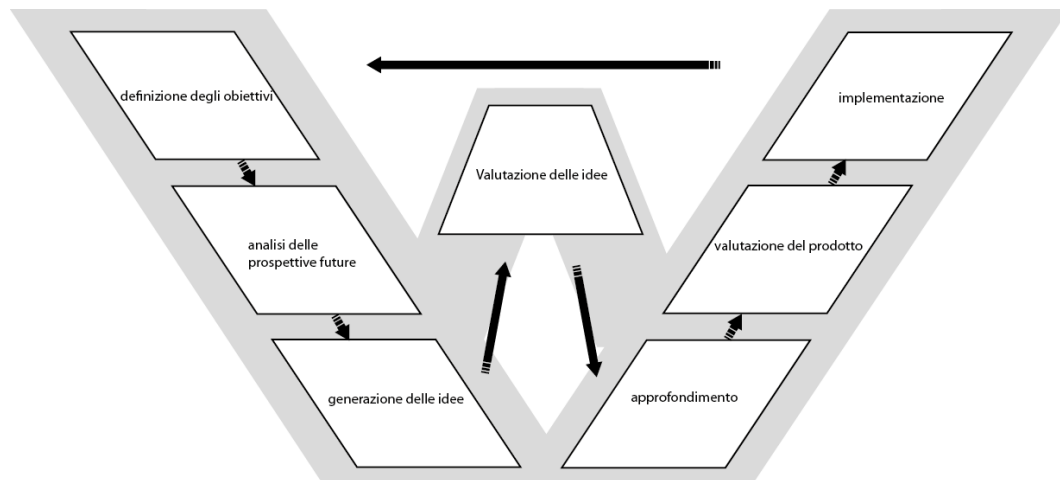 definizione degli obiettivi
analisi delle
prospettive future
generazione delle idee
Valutazione delle idee
approfondimento
valutazione del prodotto
implementazione